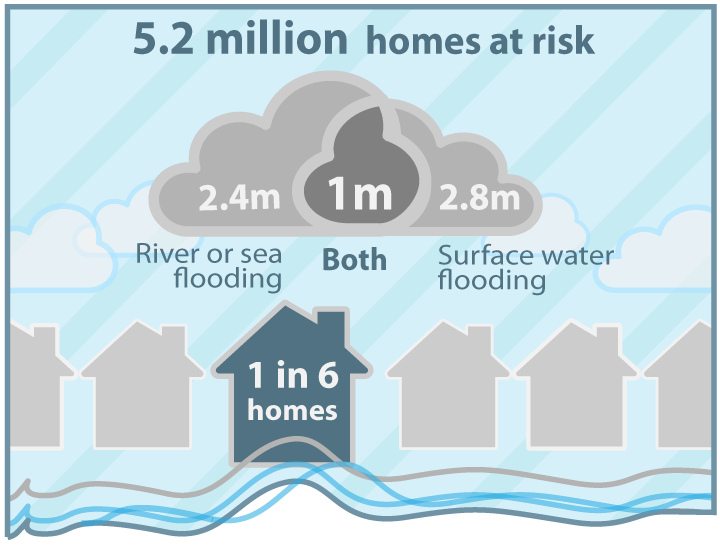 5.2 million homes at risk
2.4m 1m 2.8m
River or sea
flooding
Both
Surface water
flooding
1 in 6
homes